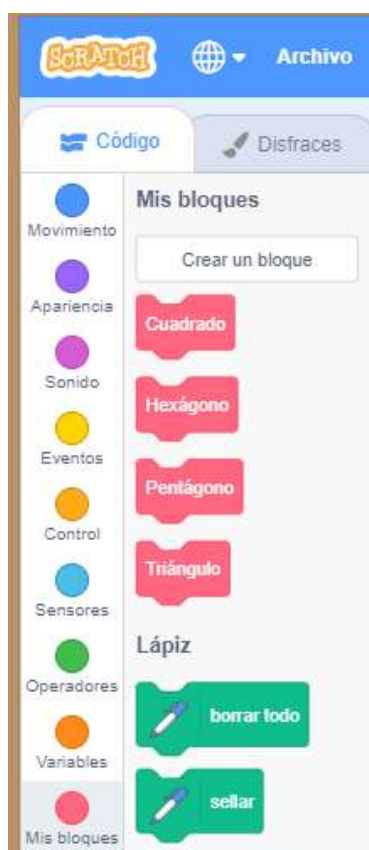 SCRATCH
Archivo
Código
Disfraces
Movimiento
Apariencia
Sonido
Eventos
Control
Sensores
Operadores
Variables
Mis bloques
Mis bloques
Crear un bloque
Cuadrado
Hexágono
Pentágono
Triángulo
Lápiz
borrar todo
sellar